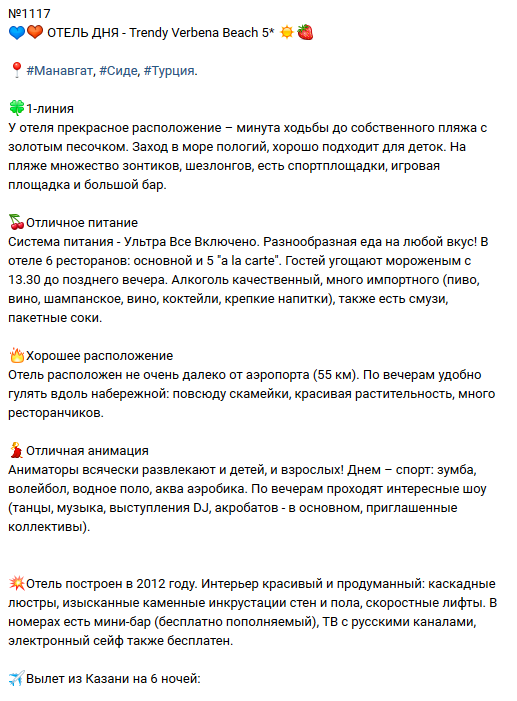 №1117
💙🧡 ОТЕЛЬ ДНЯ - Trendy Verbena Beach 5* ☀️🍓
📍#Манавгат, #Сиде, #Турция.
🍀1-линия
У отеля прекрасное расположение – минута ходьбы до собственного пляжа с
золотым песочком. Заход в море пологий, хорошо подходит для деток. На
пляже множество зонтиков, шезлонгов, есть спортплощадки, игровая
площадка и большой бар.
🍒Отличное питание
Система питания - Ультра Все Включено. Разнообразная еда на любой вкус! В
отеле 6 ресторанов: основной и 5 "a la carte". Гостей угощают мороженым с
13.30 до позднего вечера. Алкоголь качественный, много импортного (пиво,
вино, шампанское, вино, коктейли, крепкие напитки), также есть смузи,
пакетные соки.
🔥Хорошее расположение
Отель расположен не очень далеко от аэропорта (55 км). По вечерам удобно
гулять вдоль набережной: повсюду скамейки, красивая растительность, много
ресторанчиков.
💃Отличная анимация
Аниматоры всячески развлекают и детей, и взрослых! Днем – спорт: зумба,
волейбол, водное поло, аква аэробика. По вечерам проходят интересные шоу
(танцы, музыка, выступления DJ, акробатов - в основном, приглашенные
коллективы).
💥Отель построен в 2012 году. Интерьер красивый и продуманный: каскадные
люстры, изысканные каменные инкрустации стен и пола, скоростные лифты. В
номерах есть мини-бар (бесплатно пополняемый), ТВ с русскими каналами,
электронный сейф также бесплатен.
✈️Вылет из Казани на 6 ночей: